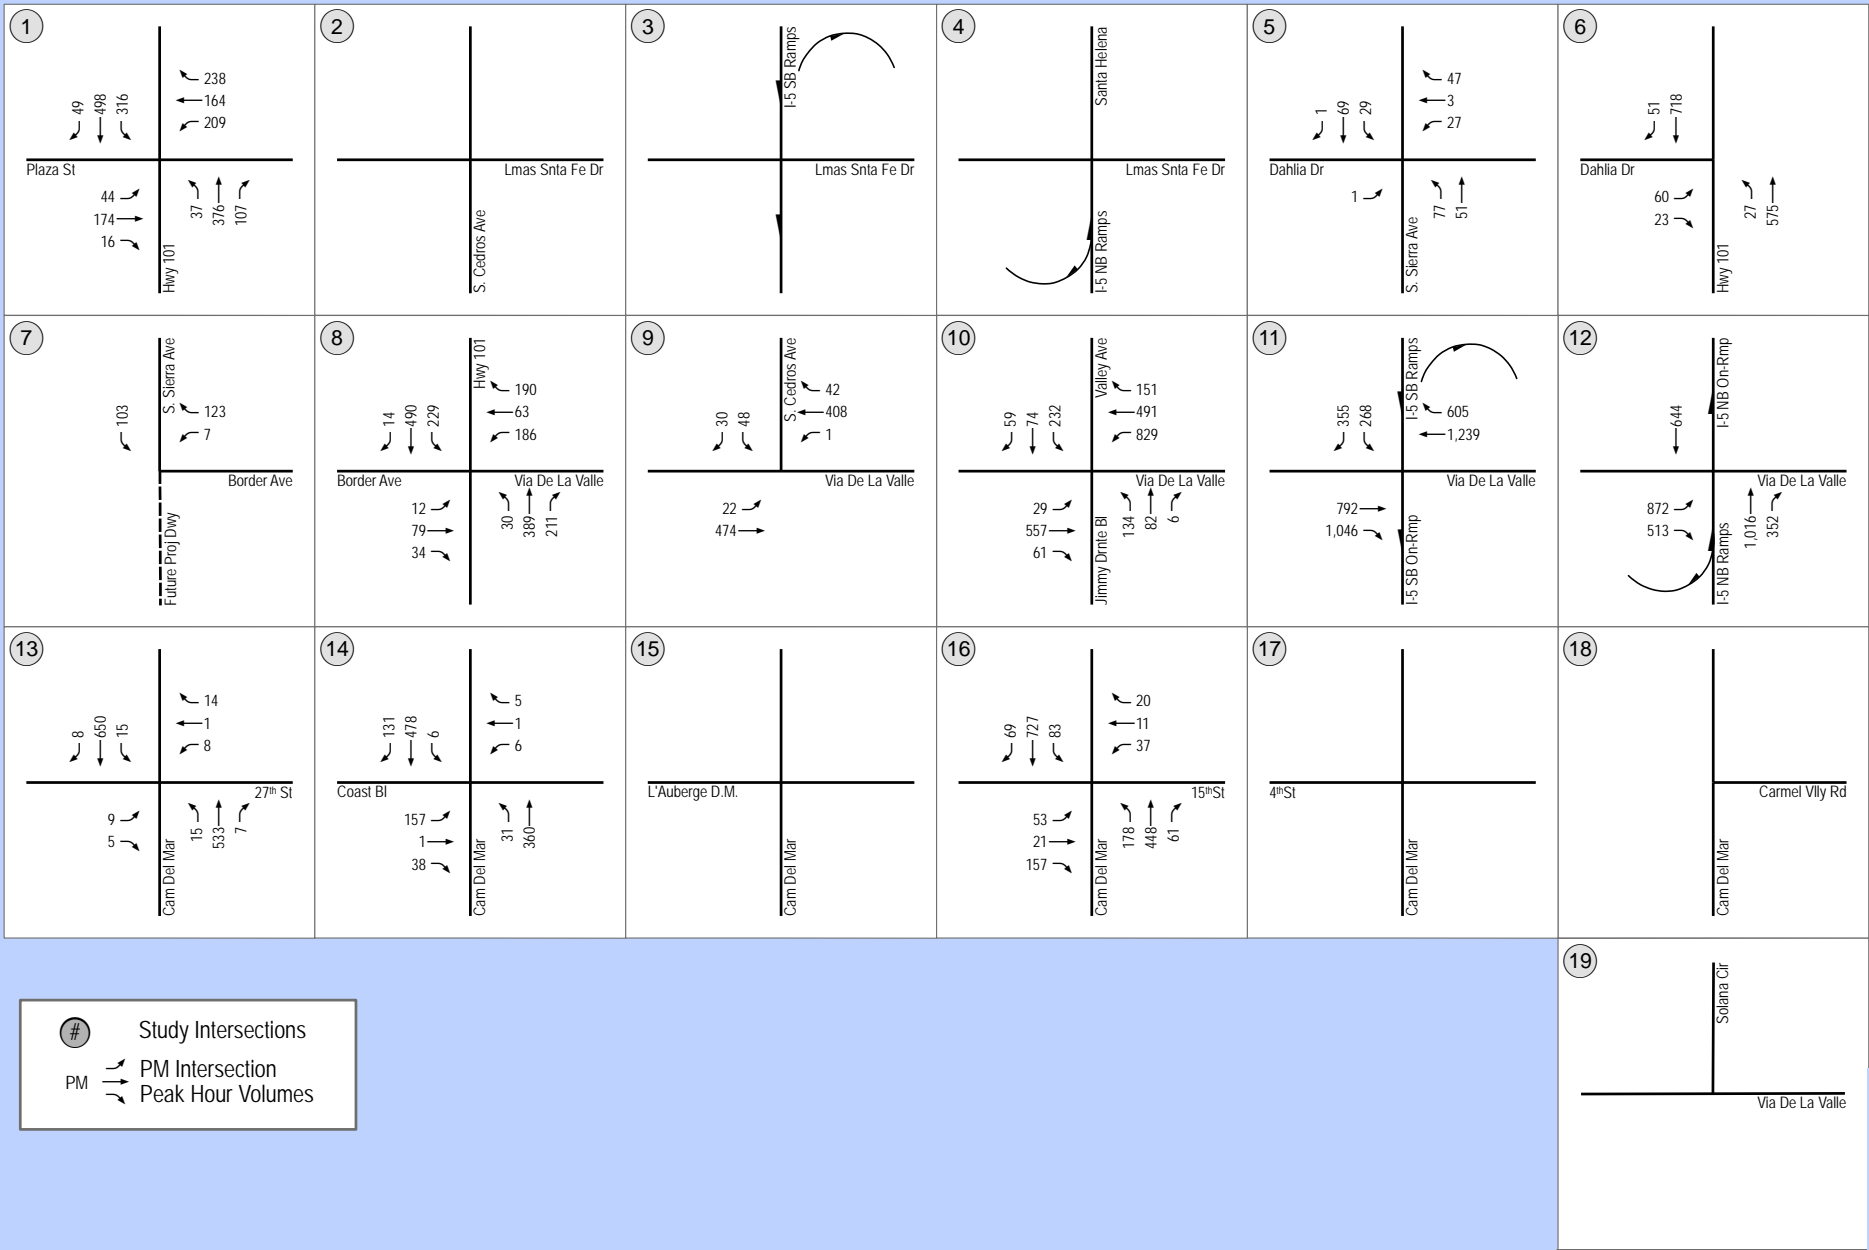 1
49
498
316
238
164
209
Plaza St
44
174
16
37
376
107
Hwy 101
2
Lmas Snta Fe Dr
S. Cedros Ave
3
I-5 SB Ramps
Lmas Snta Fe Dr
4
Santa Helena
Lmas Snta Fe Dr
I-5 NB Ramps
5
1
69
29
47
3
27
Dahlia Dr
1
77
51
S. Sierra Ave
6
51
718
Dahlia Dr
60
23
27
575
Hwy 101
7
103
S. Sierra Ave
123
7
Border Ave
Future Proj Dwy
8
14
490
229
Hwy 101
190
63
186
Border Ave
Via De La Valle
12
79
34
30
389
211
9
30
48
S. Cedros Ave
42
408
1
Via De La Valle
22
474
10
59
74
232
Valley Ave
151
491
829
Via De La Valle
29
557
61
Jimmy Drnte Bl
134
82
6
11
355
268
I-5 SB Ramps
605
1,239
Via De La Valle
792
1,046
I-5 SB On-Rmp
12
644
I-5 NB On-Rmp
Via De La Valle
872
513
I-5 NB Ramps
1,016
352
13
8
650
15
14
1
8
27th St
9
5
15
533
7
Cam Del Mar
14
131
478
6
5
1
6
Coast Bl
157
1
38
31
360
Cam Del Mar
15
L'Auberge D.M.
Cam Del Mar
16
69
727
83
20
11
37
15thSt
53
21
157
178
448
61
Cam Del Mar
17
4thSt
Cam Del Mar
18
Carmel Vlly Rd
Cam Del Mar
19
Solana Cir
Via De La Valle
# Study Intersections
PM PM Intersection
Peak Hour Volumes